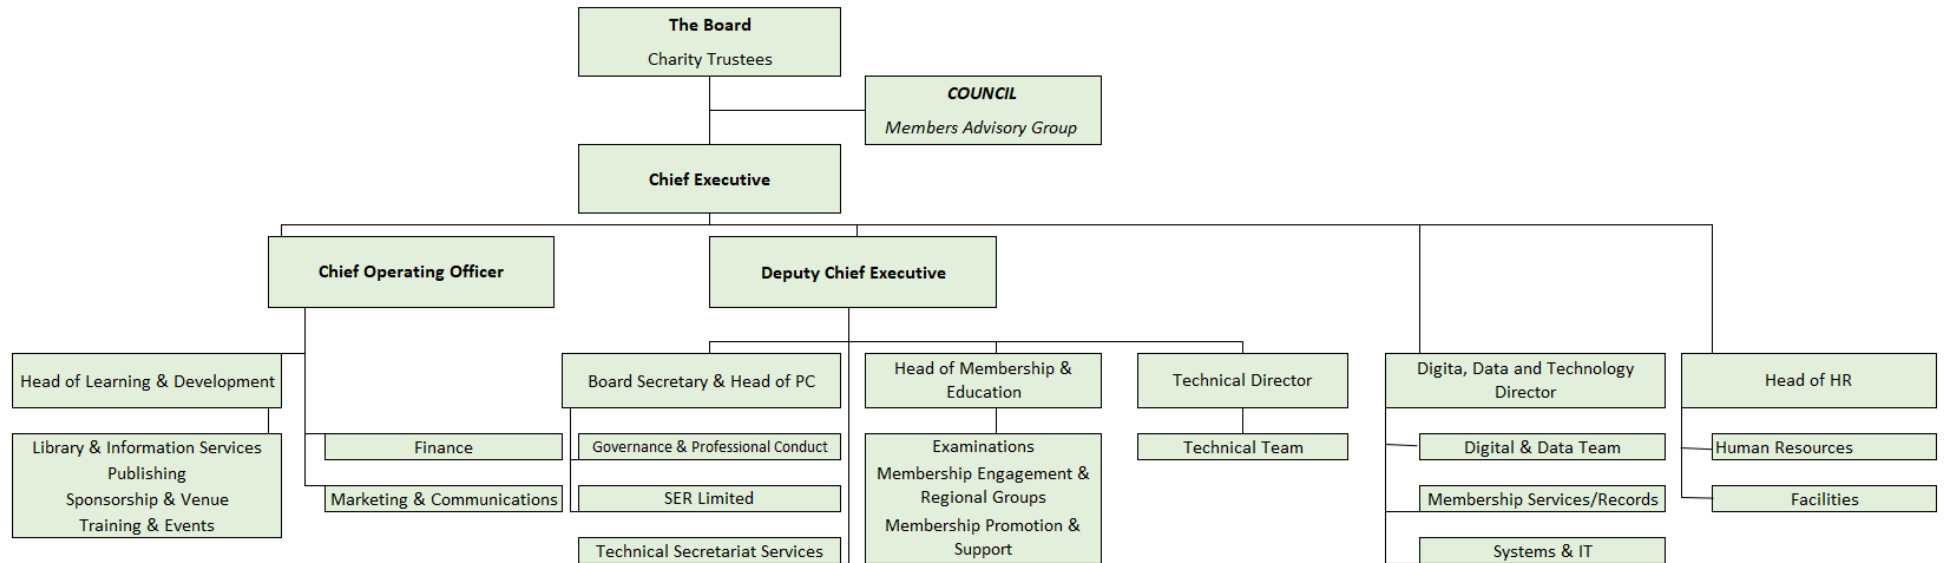 The Board
Charity Trustees
COUNCIL
Members Advisory Group
Chief Executive
Chief Operating Officer
Deputy Chief Executive
Head of Learning & Development
Board Secretary & Head of PC
Head of Membership &
Education
Technical Director
Digita, Data and Technology
Director
Head of HR
Library & Information Services
Publishing
Sponsorship & Venue
Training & Events
Finance
Marketing & Communications
Governance & Professional Conduct
SER Limited
Technical Secretariat Services
Examinations
Membership Engagement &
Regional Groups
Membership Promotion &
Support
Technical Team
Digital & Data Team
Membership Services/Records
Systems & IT
Human Resources
Facilities